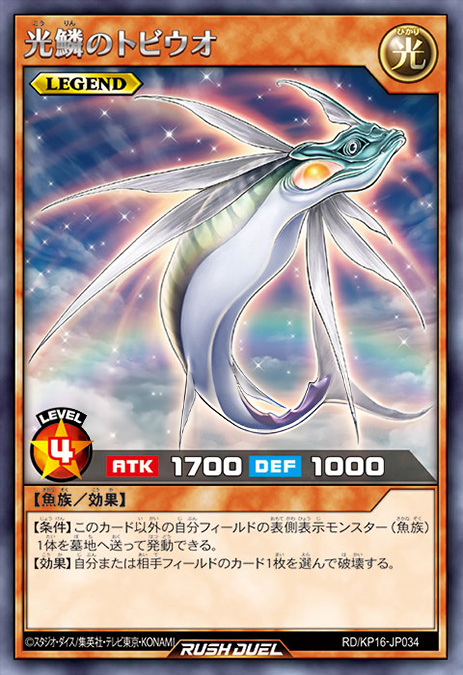 光鱗のトビウオ
光
LEGEND
LEVEL
4
ATK 1700 DEF 1000
【魚族／効果】
【条件】このカード以外の自分フィールドの表側表示モンスター（魚族）
1体を墓地へ送って発動できる。
【効果】自分または相手フィールドのカード1枚を選んで破壊する。
©スタジオ・ダイス/集英社・テレビ東京・KONAMI
RUSH DUEL
RD/KP16-JP034